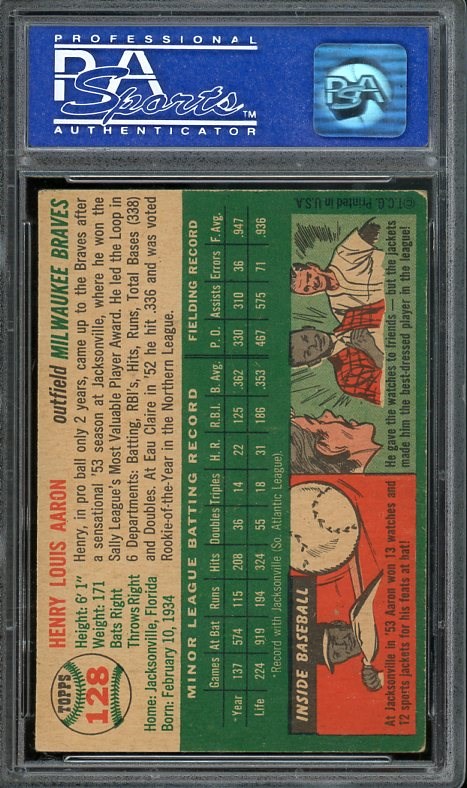 PROFESSIONAL
PSA
Sports™
AUTHENTICATOR
PSA
TOPPS
128
HENRY LOUIS AARON
outfield MILWAUKEE BRAVES
Height: 6'1"
Weight: 171
Bats Right
Throws Right
Home: Jacksonville, Florida
Born: February 10, 1934
Henry, in pro ball only 2 years, came up to the Braves after
a sensational '53 season at Jacksonville, where he won the
Sally League's Most Valuable Player Award. He led the Loop in
6 Departments: Batting, RBI's, Hits, Runs, Total Bases (338)
and Doubles. At Eau Claire in '52 he hit .336 and was voted
Rookie-of-the-Year in the Northern League.
MINOR LEAGUE BATTING RECORD FIELDING RECORD
Games At Bat Runs Hits Doubles Triples H. R. R.B.I. B. Avg. P. O. Assists Errors F. Avg.
*Year 137 574 115 208 36 14 22 125 .362 330 310 36 .947
Life 224 919 194 324 55 18 31 186 .353 467 575 71 .936
*Record with Jacksonville (So. Atlantic League).
©T.C.G. Printed in U.S.A.
INSIDE BASEBALL
At Jacksonville in '53 Aaron won 13 watches and
12 sports jackets for his feats at bat!
He gave the watches to friends — but the jackets
made him the best-dressed player in the league!